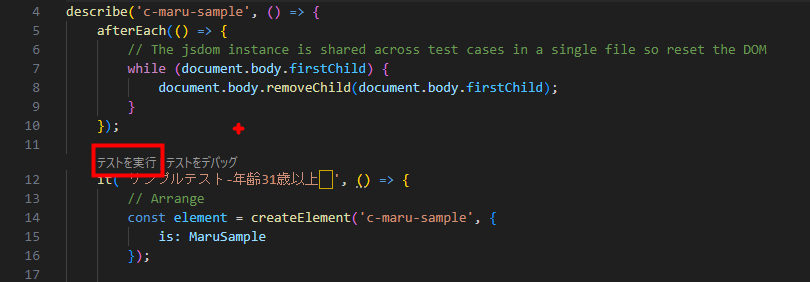 4 describe('c-maru-sample', () => {
5 afterEach(() => {
6 // The jsdom instance is shared across test cases in a single file so reset the DOM
7 while (document.body.firstChild) {
8 document.body.removeChild(document.body.firstChild);
9 }
10 });
11
テストを実行 テストをデバッグ
12 it('サンプルテスト-年齢31歳以上　', () => {
13 // Arrange
14 const element = createElement('c-maru-sample', {
15 is: MaruSample
16 });
17